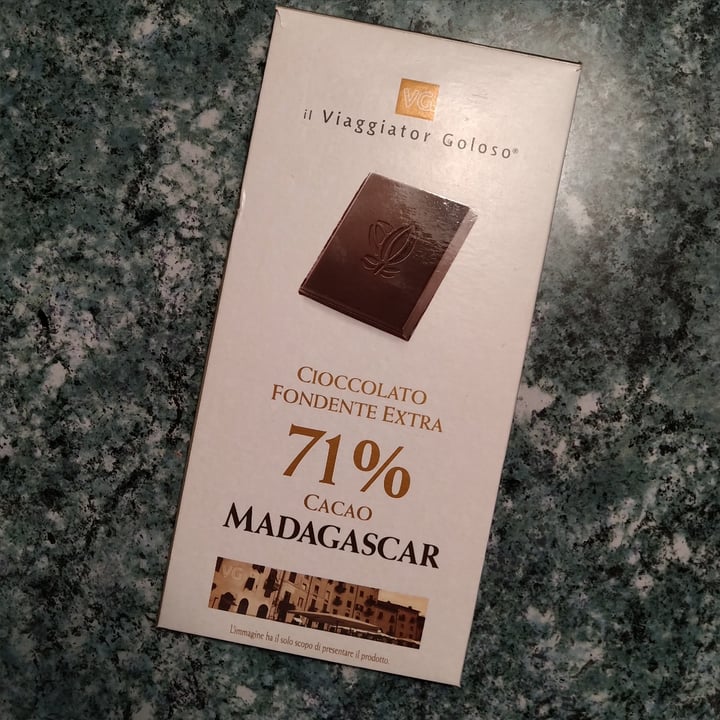 VG
il Viaggiator Goloso®
CIOCCOLATO
FONDENTE EXTRA
71%
CACAO
MADAGASCAR
VG
L'immagine ha il solo scopo di presentare il prodotto.